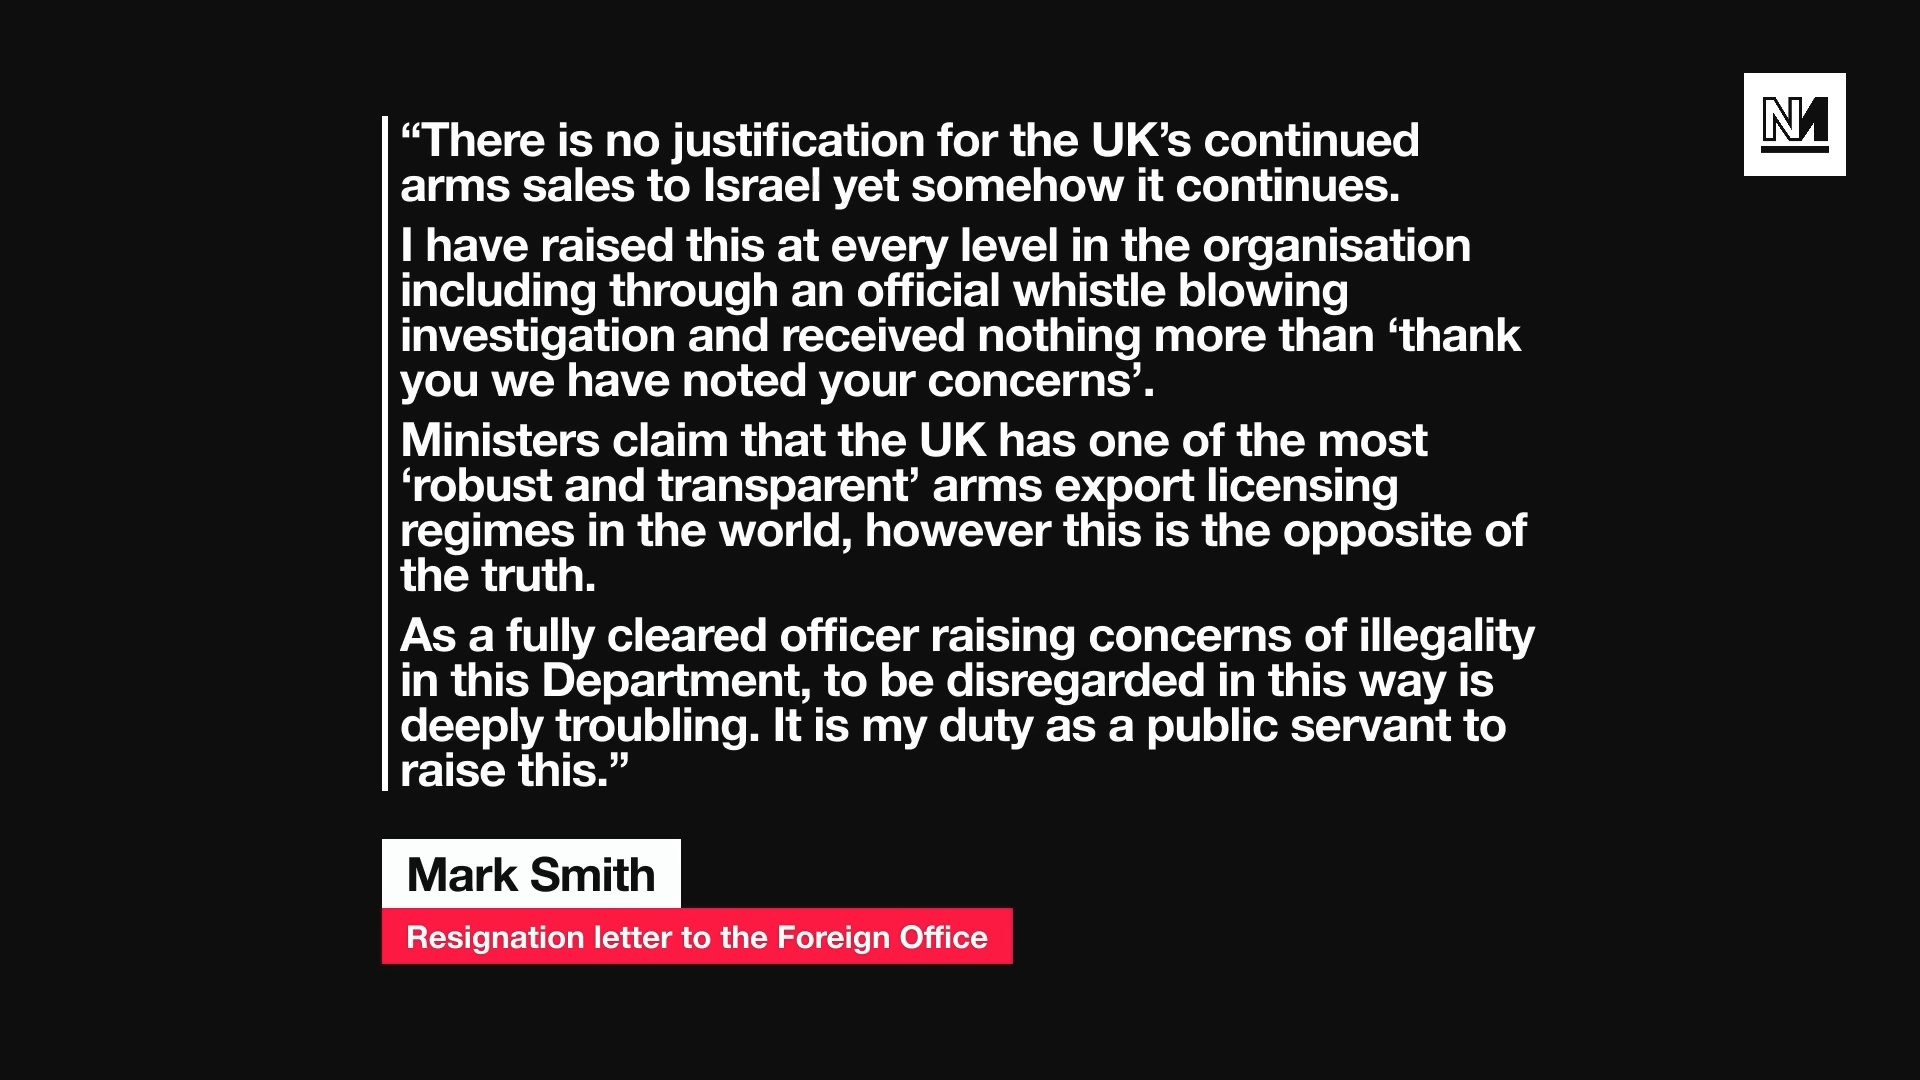 “There is no justification for the UK’s continued
arms sales to Israel yet somehow it continues.
I have raised this at every level in the organisation
including through an official whistle blowing
investigation and received nothing more than ‘thank
you we have noted your concerns’.
Ministers claim that the UK has one of the most
‘robust and transparent’ arms export licensing
regimes in the world, however this is the opposite of
the truth.
As a fully cleared officer raising concerns of illegality
in this Department, to be disregarded in this way is
deeply troubling. It is my duty as a public servant to
raise this.”
Mark Smith
Resignation letter to the Foreign Office
NM